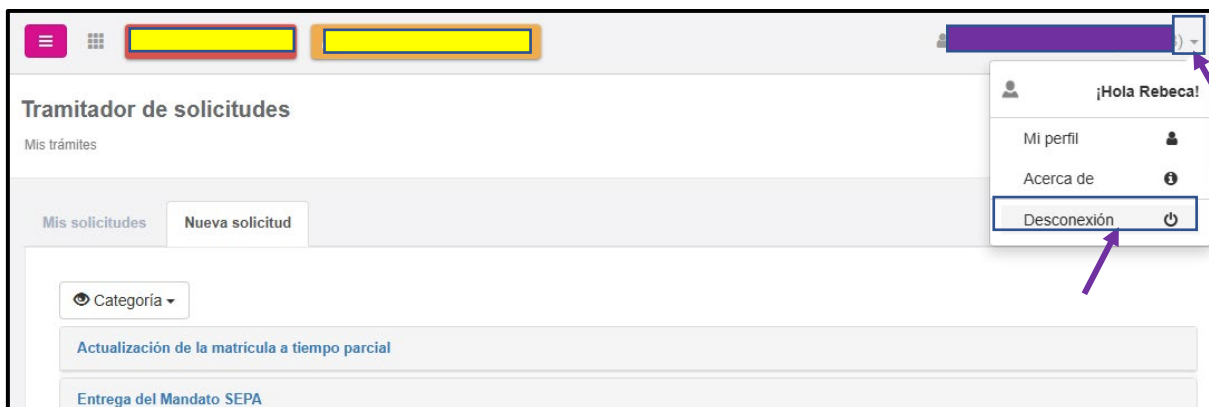 )
¡Hola Rebeca!
Tramitador de solicitudes
Mis trámites
Mi perfil
Acerca de
Desconexión
Mis solicitudes
Nueva solicitud
Categoría
Actualización de la matrícula a tiempo parcial
Entrega del Mandato SEPA